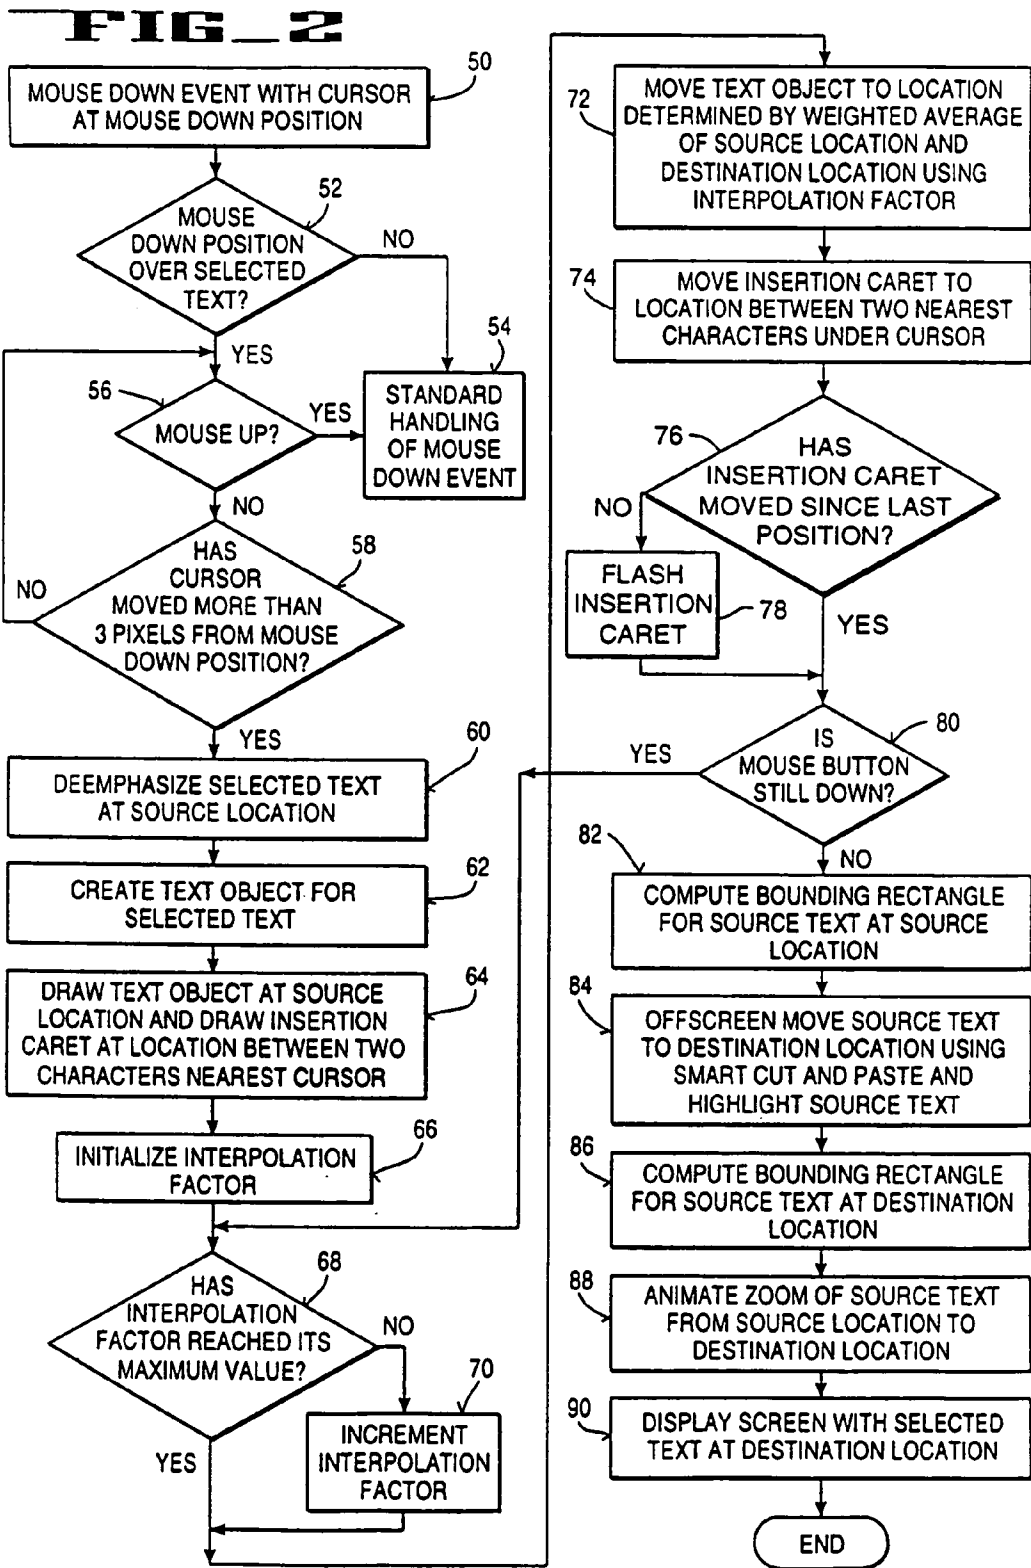 FIG_2
50
MOUSE DOWN EVENT WITH CURSOR
AT MOUSE DOWN POSITION
52
MOUSE
DOWN POSITION
OVER SELECTED
TEXT?
NO
YES
54
STANDARD
HANDLING
OF MOUSE
DOWN EVENT
56
MOUSE UP?
YES
NO
58
HAS
CURSOR
MOVED MORE THAN
3 PIXELS FROM MOUSE
DOWN POSITION?
NO
YES
60
DEEMPHASIZE SELECTED TEXT
AT SOURCE LOCATION
62
CREATE TEXT OBJECT FOR
SELECTED TEXT
64
DRAW TEXT OBJECT AT SOURCE
LOCATION AND DRAW INSERTION
CARET AT LOCATION BETWEEN TWO
CHARACTERS NEAREST CURSOR
66
INITIALIZE INTERPOLATION
FACTOR
68
HAS
INTERPOLATION
FACTOR REACHED ITS
MAXIMUM VALUE?
NO
YES
70
INCREMENT
INTERPOLATION
FACTOR
72
MOVE TEXT OBJECT TO LOCATION
DETERMINED BY WEIGHTED AVERAGE
OF SOURCE LOCATION AND
DESTINATION LOCATION USING
INTERPOLATION FACTOR
74
MOVE INSERTION CARET TO
LOCATION BETWEEN TWO NEAREST
CHARACTERS UNDER CURSOR
76
HAS
INSERTION CARET
MOVED SINCE LAST
POSITION?
NO
YES
FLASH
INSERTION
CARET
78
80
IS
MOUSE BUTTON
STILL DOWN?
YES
NO
82
COMPUTE BOUNDING RECTANGLE
FOR SOURCE TEXT AT SOURCE
LOCATION
84
OFFSCREEN MOVE SOURCE TEXT
TO DESTINATION LOCATION USING
SMART CUT AND PASTE AND
HIGHLIGHT SOURCE TEXT
86
COMPUTE BOUNDING RECTANGLE
FOR SOURCE TEXT AT DESTINATION
LOCATION
88
ANIMATE ZOOM OF SOURCE TEXT
FROM SOURCE LOCATION TO
DESTINATION LOCATION
90
DISPLAY SCREEN WITH SELECTED
TEXT AT DESTINATION LOCATION
END